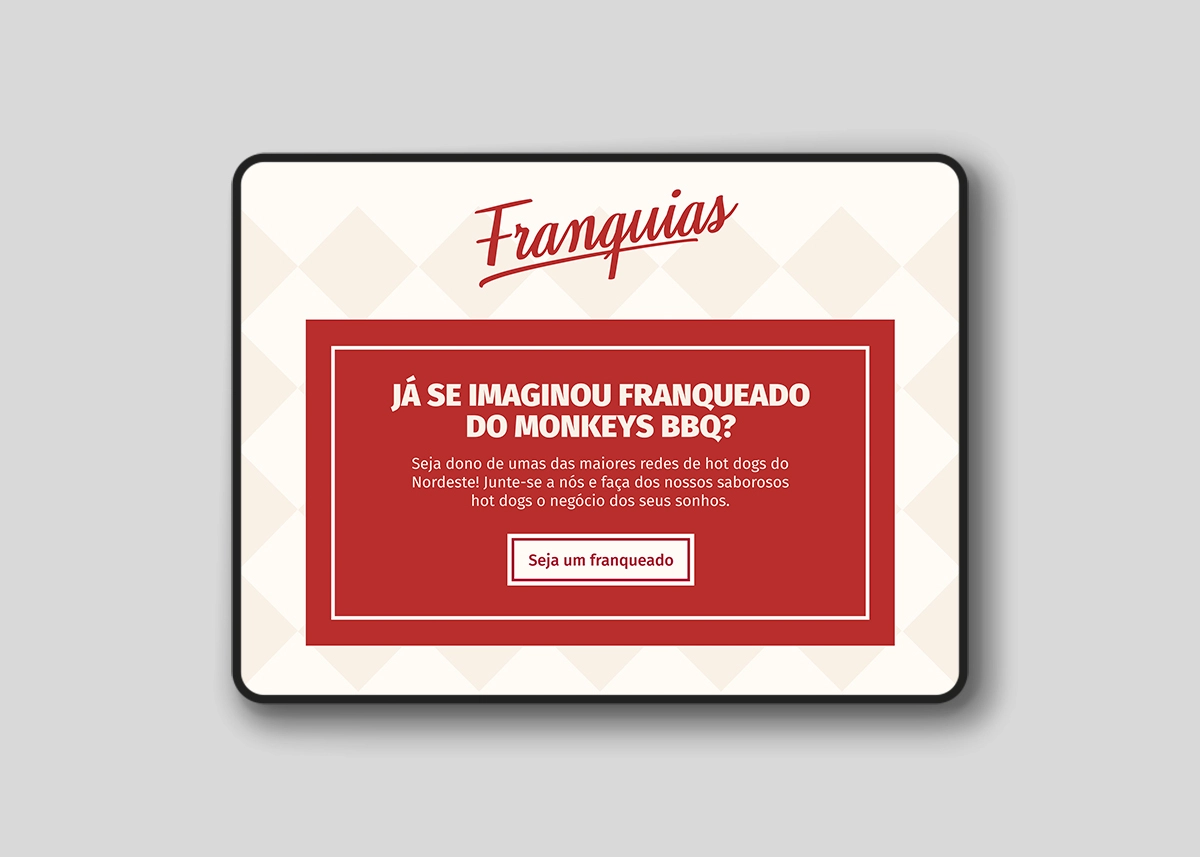 Franquias
JÁ SE IMAGINOU FRANQUEADO
DO MONKEYS BBQ?
Seja dono de umas das maiores redes de hot dogs do
Nordeste! Junte-se a nós e faça dos nossos saborosos
hot dogs o negócio dos seus sonhos.
Seja um franqueado